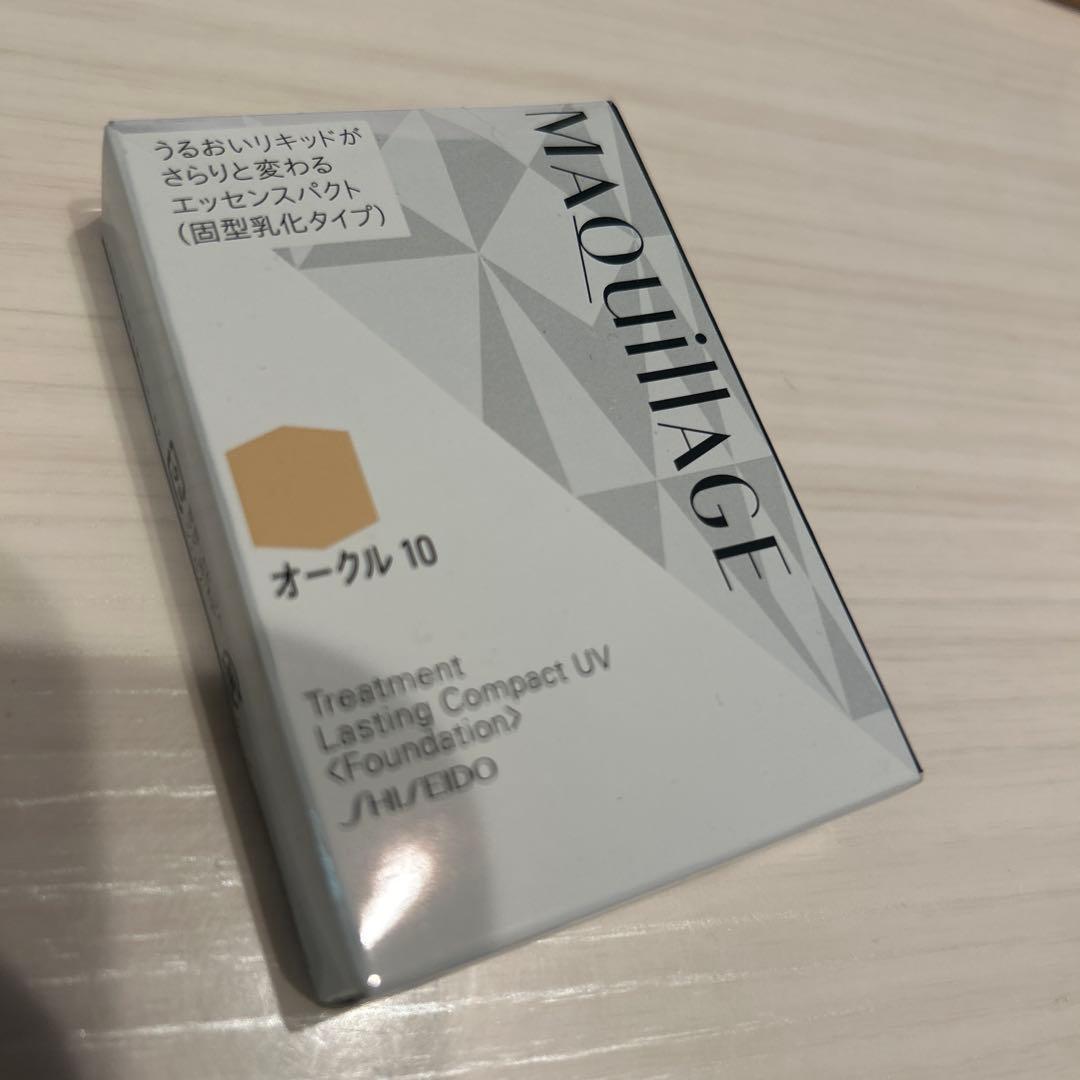 うるおいリキッドが
さらりと変わる
エッセンスパクト
(固型乳化タイプ)
MAQuillAGE
オークル 10
Treatment
Lasting Compact UV
<Foundation>
SHISEIDO